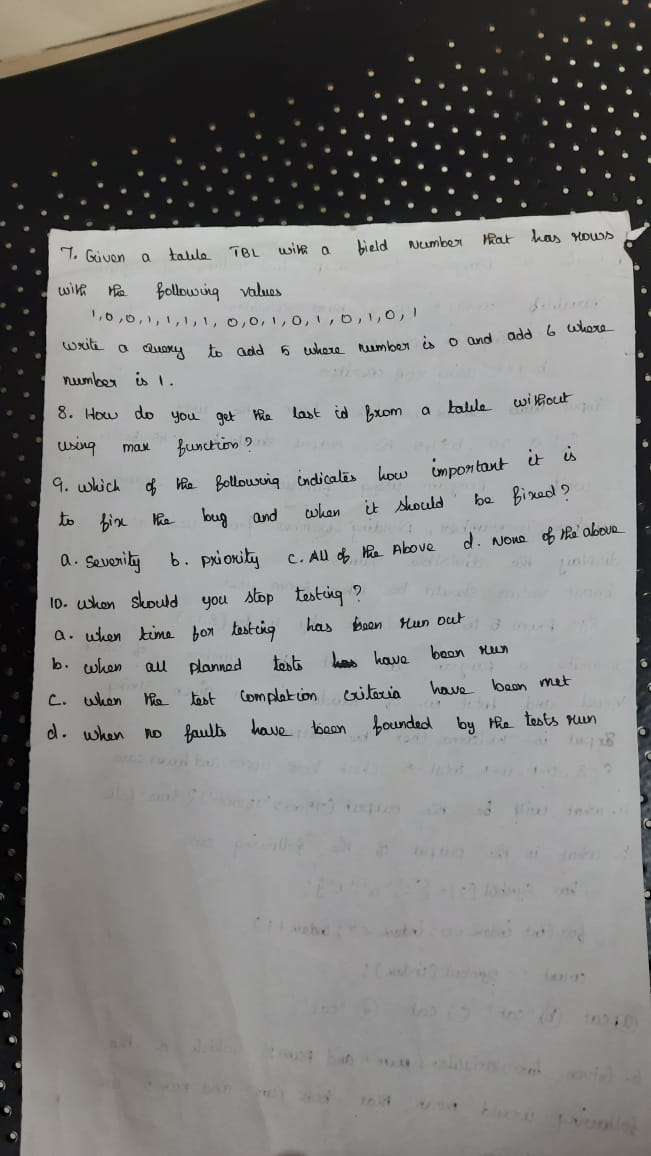 7. Given a table TBL with a field Number that has rows
with the following values
1,0,0,1,1,1,1,0,0,1,0,1,0,1,0,1
write a Query to add 5 where number is 0 and add 6 where
number is 1.
8. How do you get the last id from a table without
using max function?
9. which of the following indicates how important it is
to fix the bug and when it should be fixed?
a. Severity b. priority c. All of the Above d. None of the above
10. when should you stop testing?
a. when time for testing has been run out
b. when all planned tests have been run
c. when the test completion criteria have been met
d. when no faults have been founded by the tests run